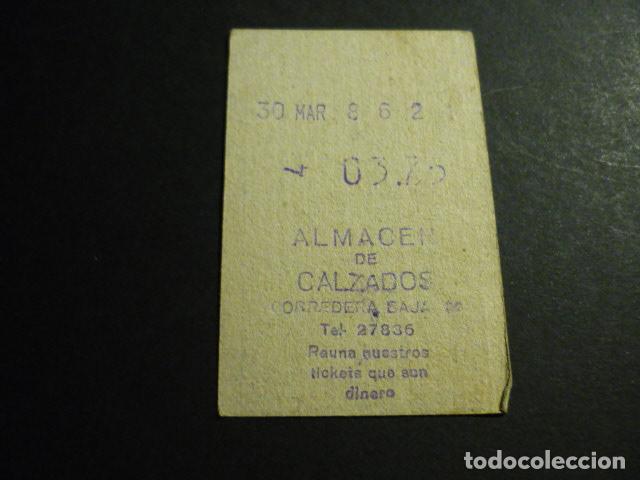 30 MAR 8 6 2
03.
ALMACEN
DE
CALZADOS
CORREDERA BAJA
Tel- 27836
Reuna nuestros
tickets que son
dinero
todocoleccion